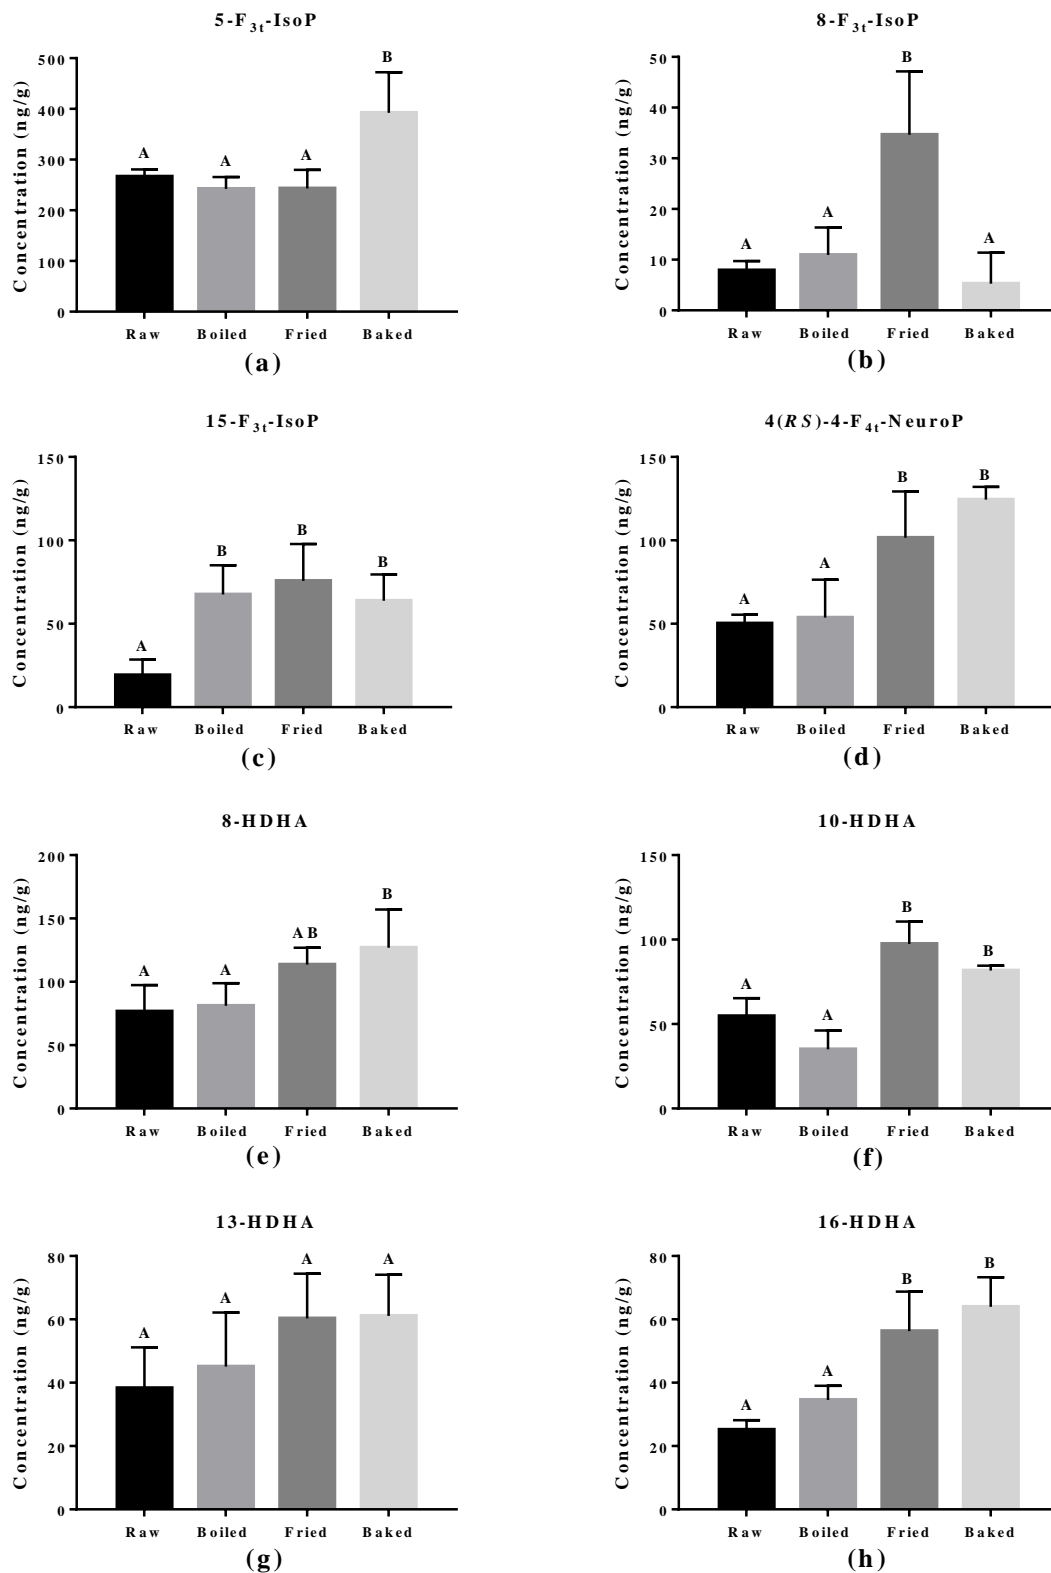 5-F3t-IsoP
Concentration (ng/g)
500
400
300
200
100
0
A
A
A
B
Raw Boiled Fried Baked
(a)
8-F3t-IsoP
Concentration (ng/g)
50
40
30
20
10
0
A
A
B
A
Raw Boiled Fried Baked
(b)
15-F3t-IsoP
Concentration (ng/g)
150
100
50
0
A
B
B
B
Raw Boiled Fried Baked
(c)
4(RS)-4-F4t-NeuroP
Concentration (ng/g)
150
100
50
0
A
A
B
B
Raw Boiled Fried Baked
(d)
8-HDHA
Concentration (ng/g)
200
150
100
50
0
A
A
AB
B
Raw Boiled Fried Baked
(e)
10-HDHA
Concentration (ng/g)
150
100
50
0
A
A
B
B
Raw Boiled Fried Baked
(f)
13-HDHA
Concentration (ng/g)
80
60
40
20
0
A
A
A
A
Raw Boiled Fried Baked
(g)
16-HDHA
Concentration (ng/g)
80
60
40
20
0
A
A
B
B
Raw Boiled Fried Baked
(h)